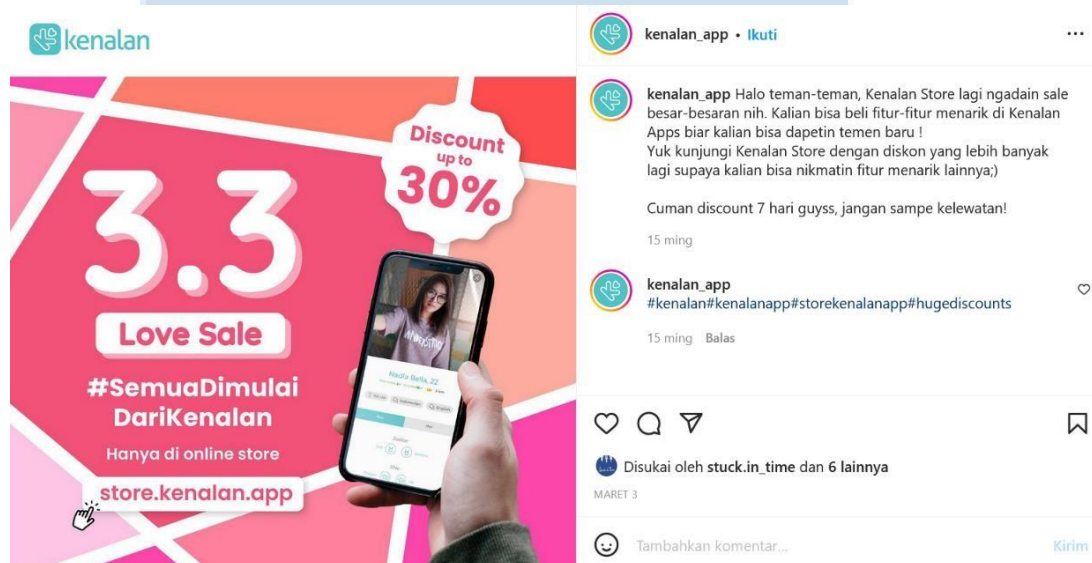 kenalan
Discount
up to
30%
3.3
Love Sale
#SemuaDimulai
DariKenalan
Hanya di online store
store.kenalan.app
Nadia Bella, 22
kenalan_app • Ikuti
kenalan_app Halo teman-teman, Kenalan Store lagi ngadain sale
besar-besaran nih. Kalian bisa beli fitur-fitur menarik di Kenalan
Apps biar kalian bisa dapetin temen baru !
Yuk kunjungi Kenalan Store dengan diskon yang lebih banyak
lagi supaya kalian bisa nikmatin fitur menarik lainnya;)
Cuman discount 7 hari guyss, jangan sampe kelewatan!
15 ming
kenalan_app
#kenalan#kenalanapp#storekenalanapp#hugediscounts
15 ming Balas
Disukai oleh stuck.in_time dan 6 lainnya
MARET 3
Tambahkan komentar...
Kirim